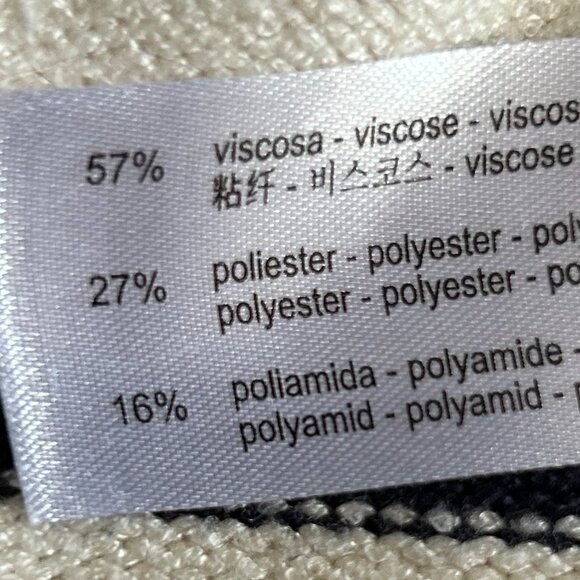 57% viscosa - viscose - viscos
粘纤 - 비스코스 - viscose
27% poliester - polyester - poly
polyester - polyester - po
16% poliamida - polyamide -
polyamid - polyamid -